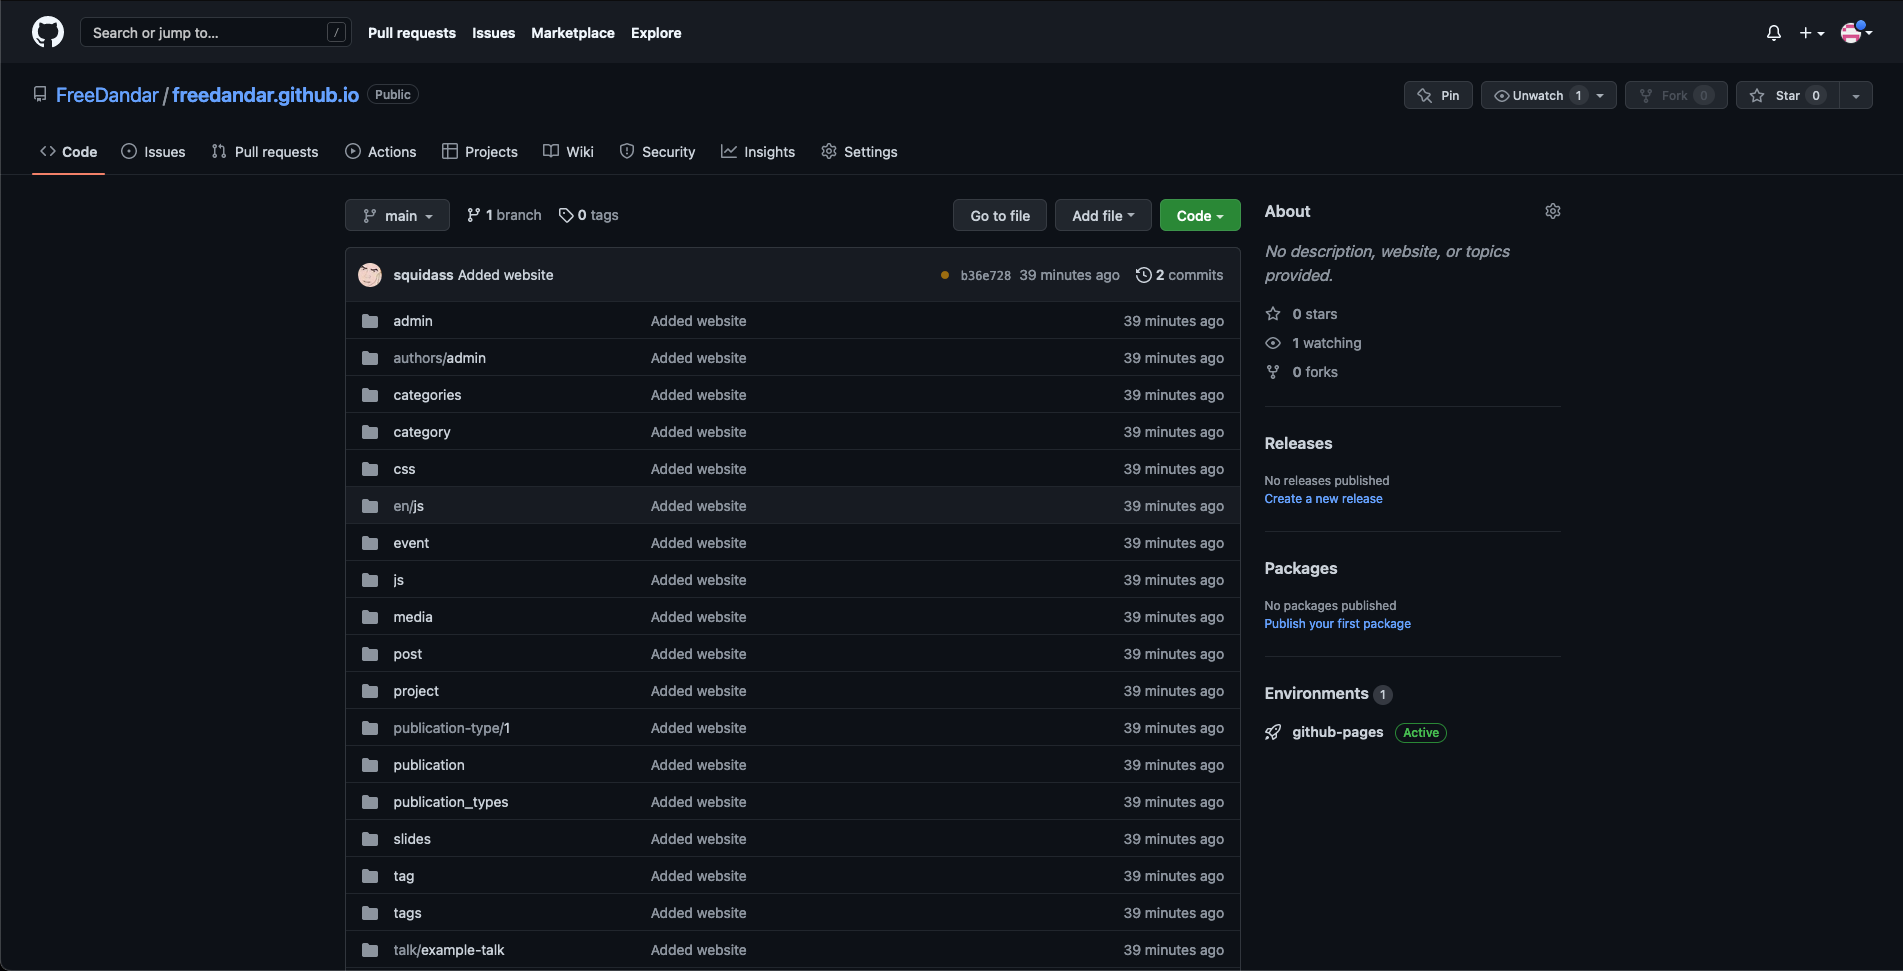 Search or jump to... /
Pull requests Issues Marketplace Explore
FreeDandar / freedandar.github.io Public
Pin Unwatch 1 Fork 0 Star 0
Code Issues Pull requests Actions Projects Wiki Security Insights Settings
main 1 branch 0 tags Go to file Add file Code
squidass Added website b36e728 39 minutes ago 2 commits
admin Added website 39 minutes ago
authors/admin Added website 39 minutes ago
categories Added website 39 minutes ago
category Added website 39 minutes ago
css Added website 39 minutes ago
en/js Added website 39 minutes ago
event Added website 39 minutes ago
js Added website 39 minutes ago
media Added website 39 minutes ago
post Added website 39 minutes ago
project Added website 39 minutes ago
publication-type/1 Added website 39 minutes ago
publication Added website 39 minutes ago
publication_types Added website 39 minutes ago
slides Added website 39 minutes ago
tag Added website 39 minutes ago
tags Added website 39 minutes ago
talk/example-talk Added website 39 minutes ago
About
No description, website, or topics
provided.
0 stars
1 watching
0 forks
Releases
No releases published
Create a new release
Packages
No packages published
Publish your first package
Environments 1
github-pages Active